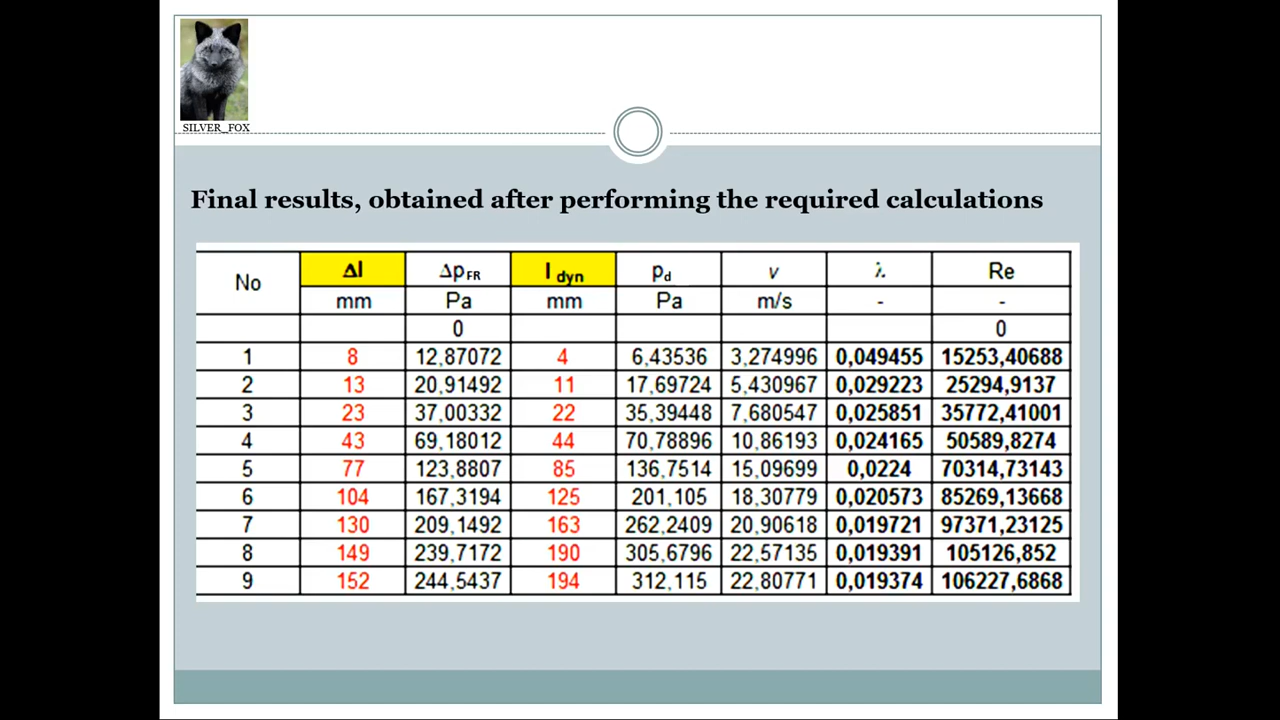 SILVER_FOX
Final results, obtained after performing the required calculations
No Δl Δp FR l dyn p d v λ Re
mm Pa mm Pa m/s - -
0 0
1 8 12,87072 4 6,43536 3,274996 0,049455 15253,40688
2 13 20,91492 11 17,69724 5,430967 0,029223 25294,9137
3 23 37,00332 22 35,39448 7,680547 0,025851 35772,41001
4 43 69,18012 44 70,78896 10,86193 0,024165 50589,8274
5 77 123,8807 85 136,7514 15,09699 0,0224 70314,73143
6 104 167,3194 125 201,105 18,30779 0,020573 85269,13668
7 130 209,1492 163 262,2409 20,90618 0,019721 97371,23125
8 149 239,7172 190 305,6796 22,57135 0,019391 105126,852
9 152 244,5437 194 312,115 22,80771 0,019374 106227,6868